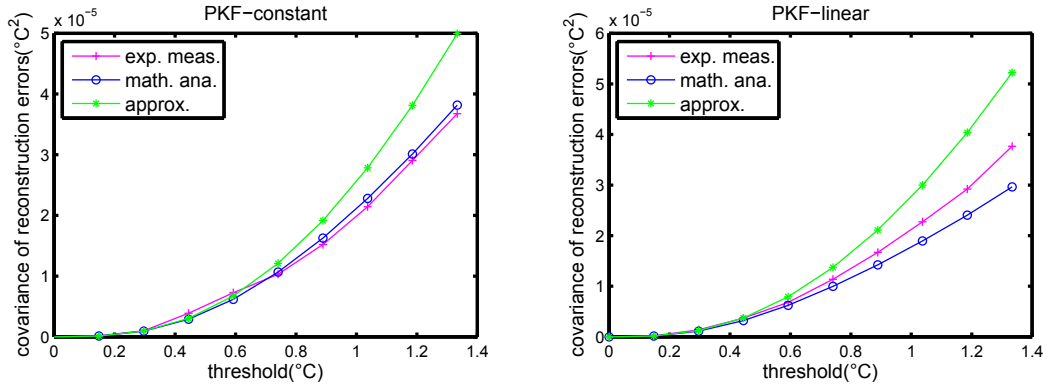 PKF−constant
x 10⁻⁵
covariance of reconstruction errors(°C²)
5
4
3
2
1
0
exp. meas.
math. ana.
approx.
0 0.2 0.4 0.6 0.8 1 1.2 1.4
threshold(°C)
PKF−linear
x 10⁻⁵
covariance of reconstruction errors(°C²)
6
5
4
3
2
1
0
exp. meas.
math. ana.
approx.
0 0.2 0.4 0.6 0.8 1 1.2 1.4
threshold(°C)